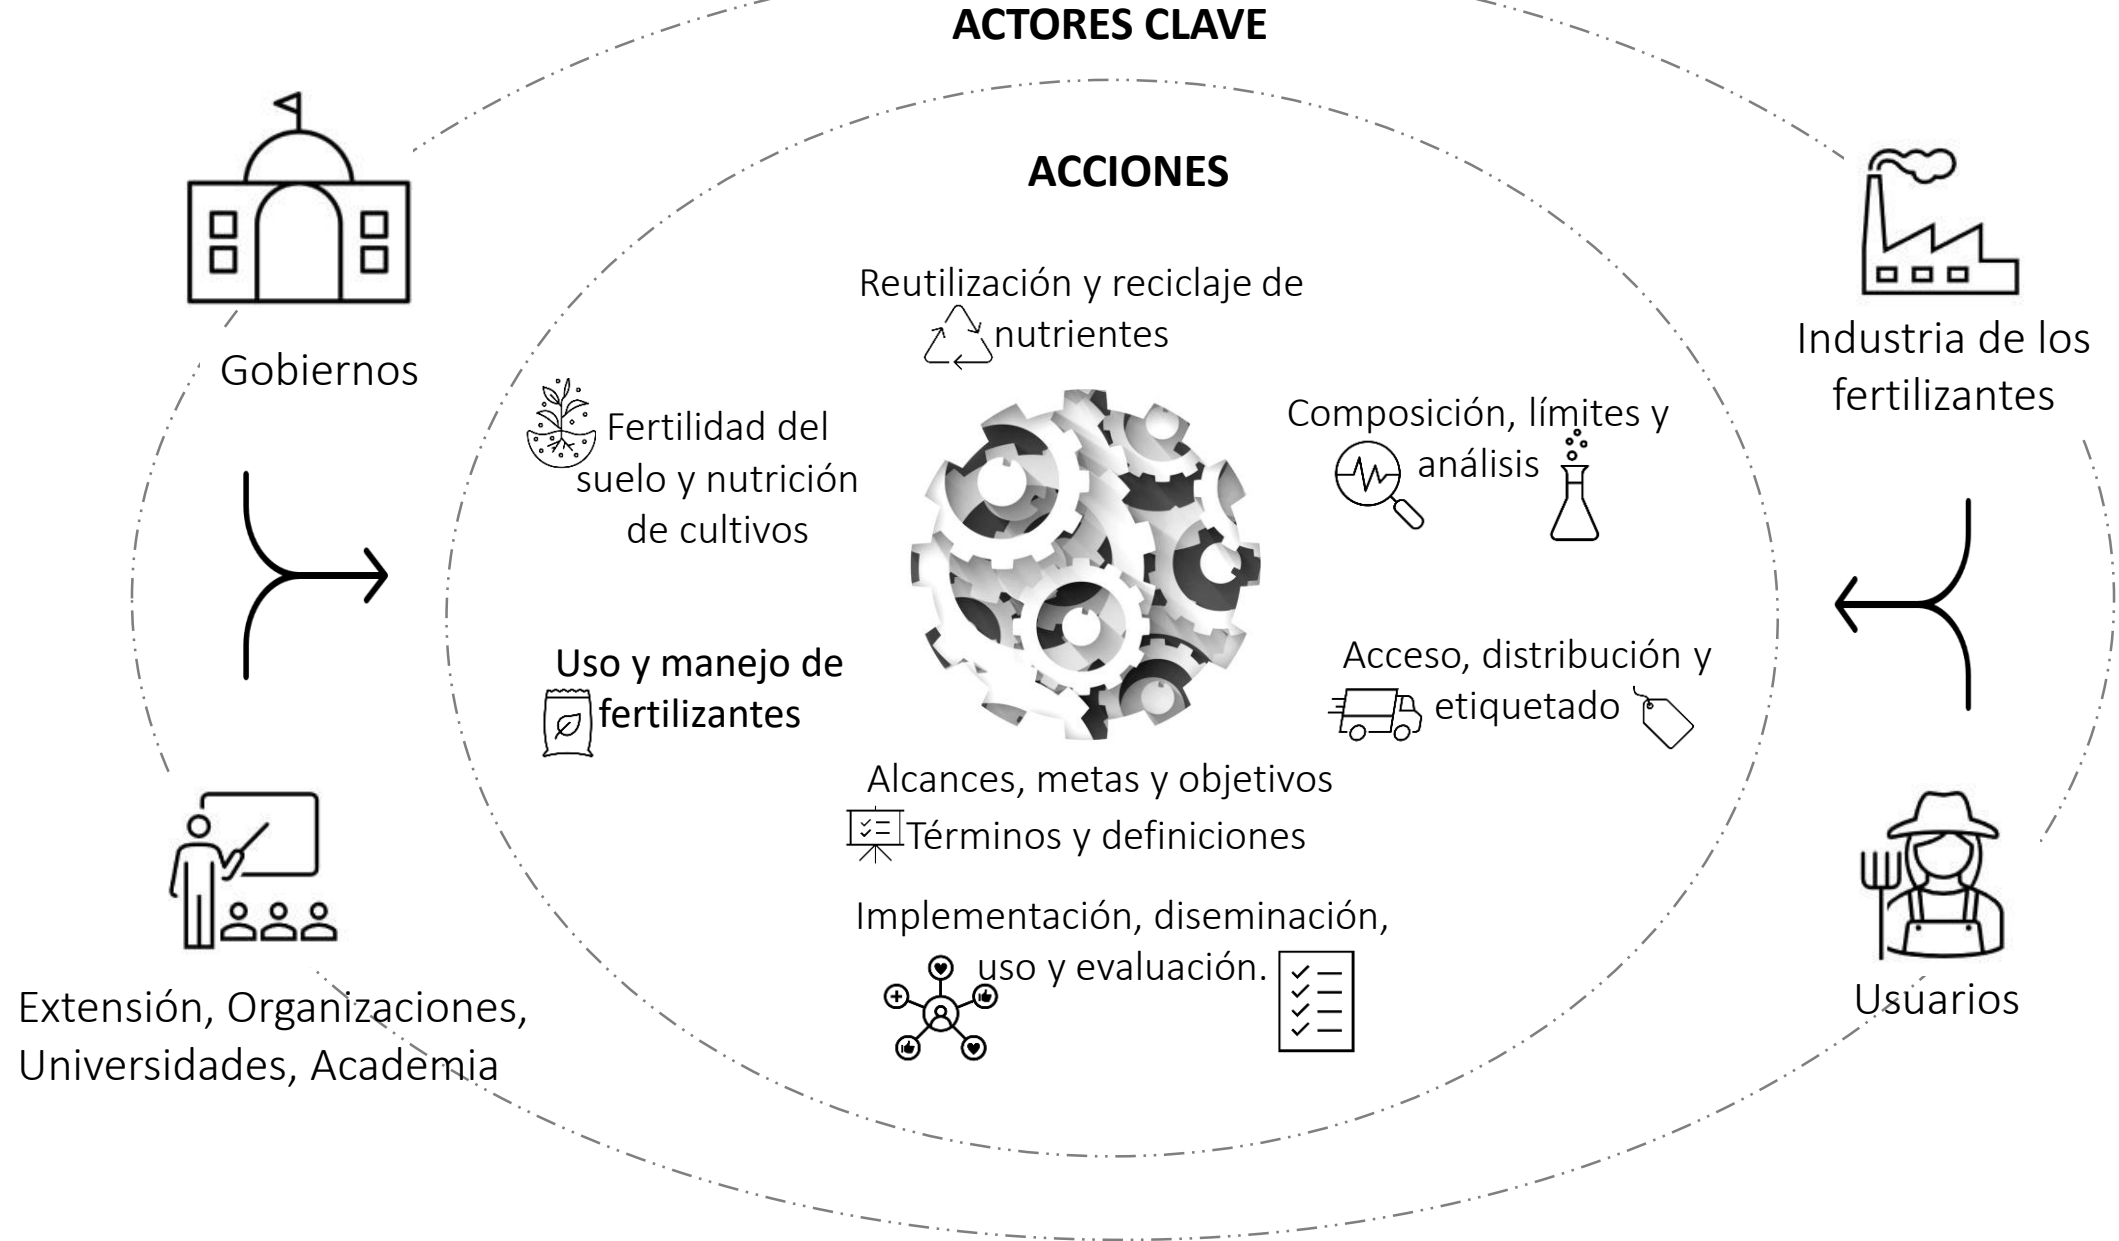 ACTORES CLAVE
ACCIONES
Gobiernos
Industria de los
fertilizantes
Reutilización y reciclaje de
nutrientes
Fertilidad del
suelo y nutrición
de cultivos
Composición, límites y
análisis
Uso y manejo de
fertilizantes
Acceso, distribución y
etiquetado
Alcances, metas y objetivos
Términos y definiciones
Implementación, diseminación,
uso y evaluación.
Extensión, Organizaciones,
Universidades, Academia
Usuarios